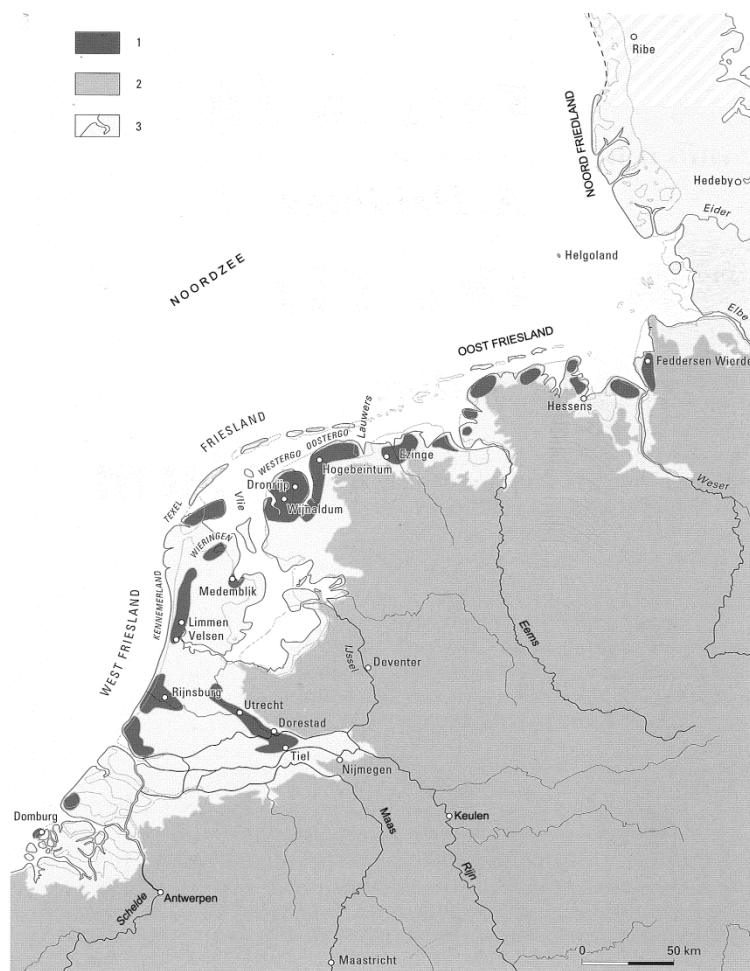 1
2
3
Ribe
NOORD FRIEDLAND
Hedeby
Eider
Helgoland
NOORDZEE
Elbe
OOST FRIESLAND
Feddersen Wierde
Hessens
Lauwers
FRIESLAND
OOSTERGO
WESTERGO
Ezinge
Hogebeintum
Dronrijp
Wijnaldum
Weser
Vlie
TEXEL
WIERINGEN
Medemblik
KENNEMERLAND
Limmen
Velsen
Eems
WEST FRIESLAND
IJssel
Deventer
Rijnsburg
Utrecht
Dorestad
Tiel
Nijmegen
Domburg
Maas
Keulen
Rijn
Schelde
Antwerpen
0 50 km
Maastricht